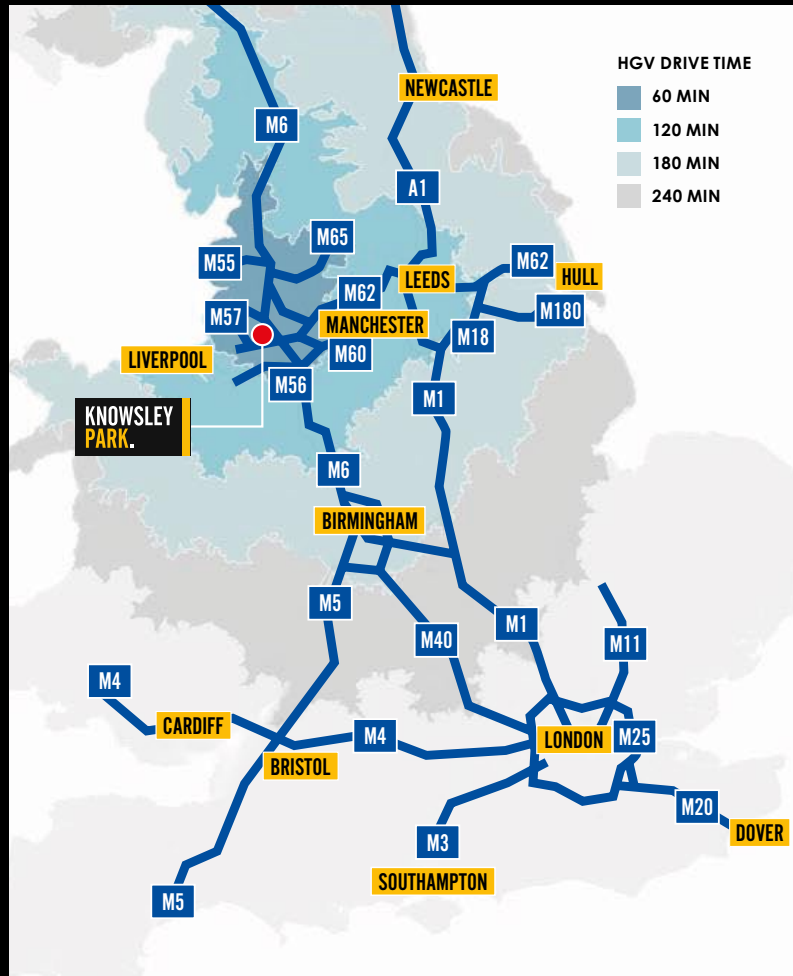 HGV DRIVE TIME
60 MIN
120 MIN
180 MIN
240 MIN
NEWCASTLE
M6
A1
M65
M55
M62
HULL
LEEDS
M62
M180
M57
MANCHESTER
M18
LIVERPOOL
M60
M56
M1
KNOWSLEY
PARK.
M6
BIRMINGHAM
M5
M1
M40
M11
M4
CARDIFF
M4
LONDON
M25
BRISTOL
M20
DOVER
M3
SOUTHAMPTON
M5